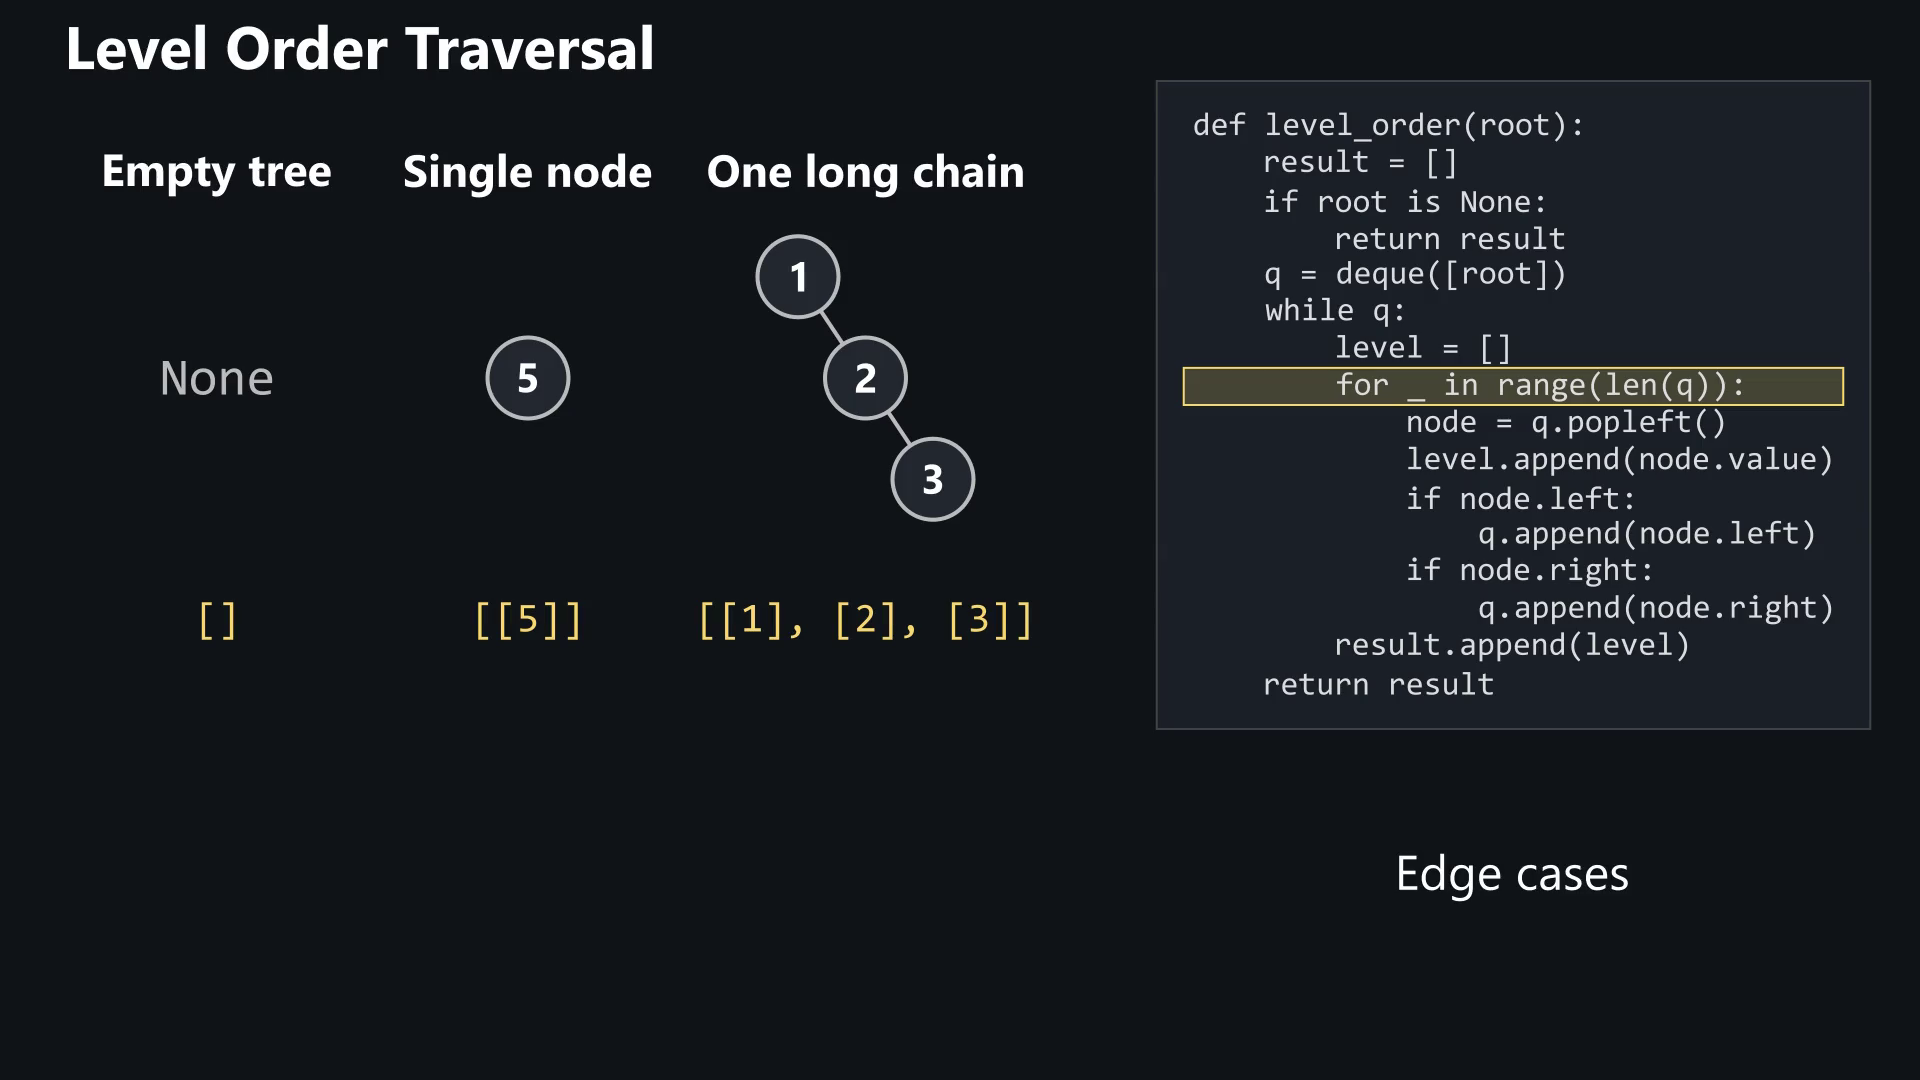 Level Order Traversal
Empty tree
Single node
One long chain
None
5
1
2
3
[]
[[5]]
[[1], [2], [3]]
def level_order(root):
    result = []
    if root is None:
        return result
    q = deque([root])
    while q:
        level = []
        for _ in range(len(q)):
            node = q.popleft()
            level.append(node.value)
            if node.left:
                q.append(node.left)
            if node.right:
                q.append(node.right)
        result.append(level)
    return result
Edge cases